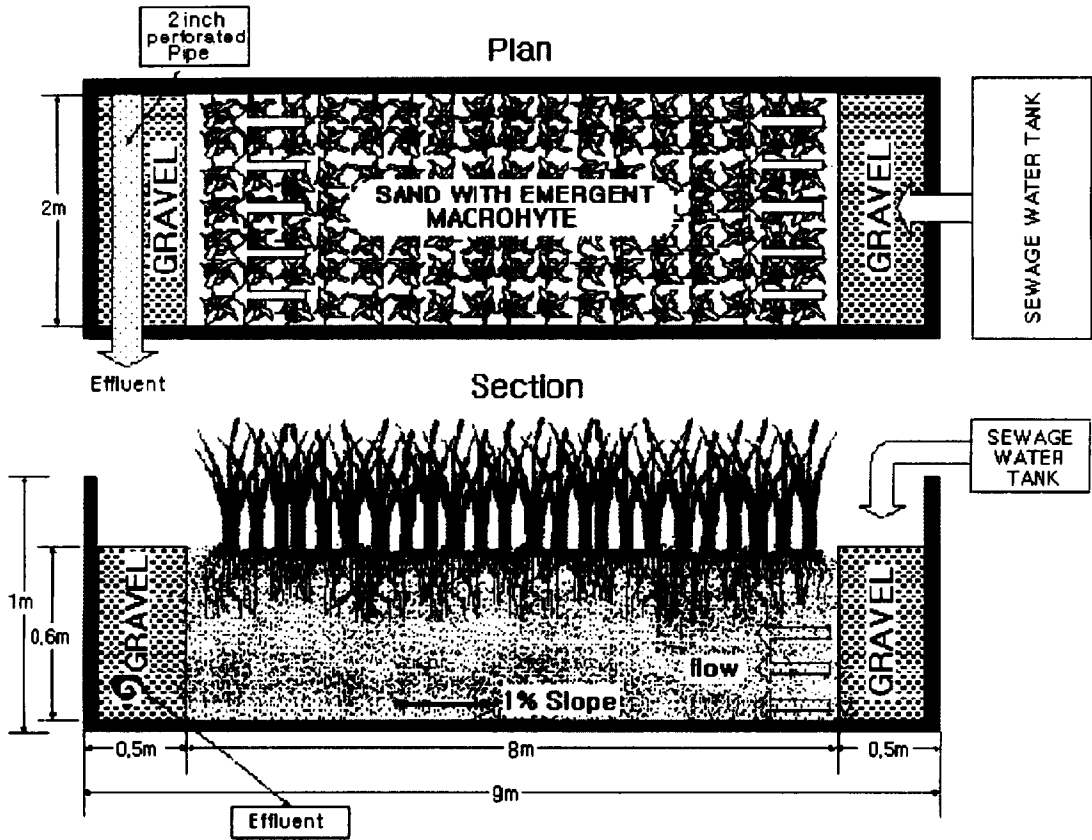 2 inch
perforated
Pipe
Plan
2m
GRAVEL
SAND WITH EMERGENT
MACROHYTE
GRAVEL
SEWAGE WATER TANK
Effluent
Section
SEWAGE
WATER
TANK
1m
0,6m
GRAVEL
flow
1% Slope
GRAVEL
0,5m
8m
0,5m
9m
Effluent